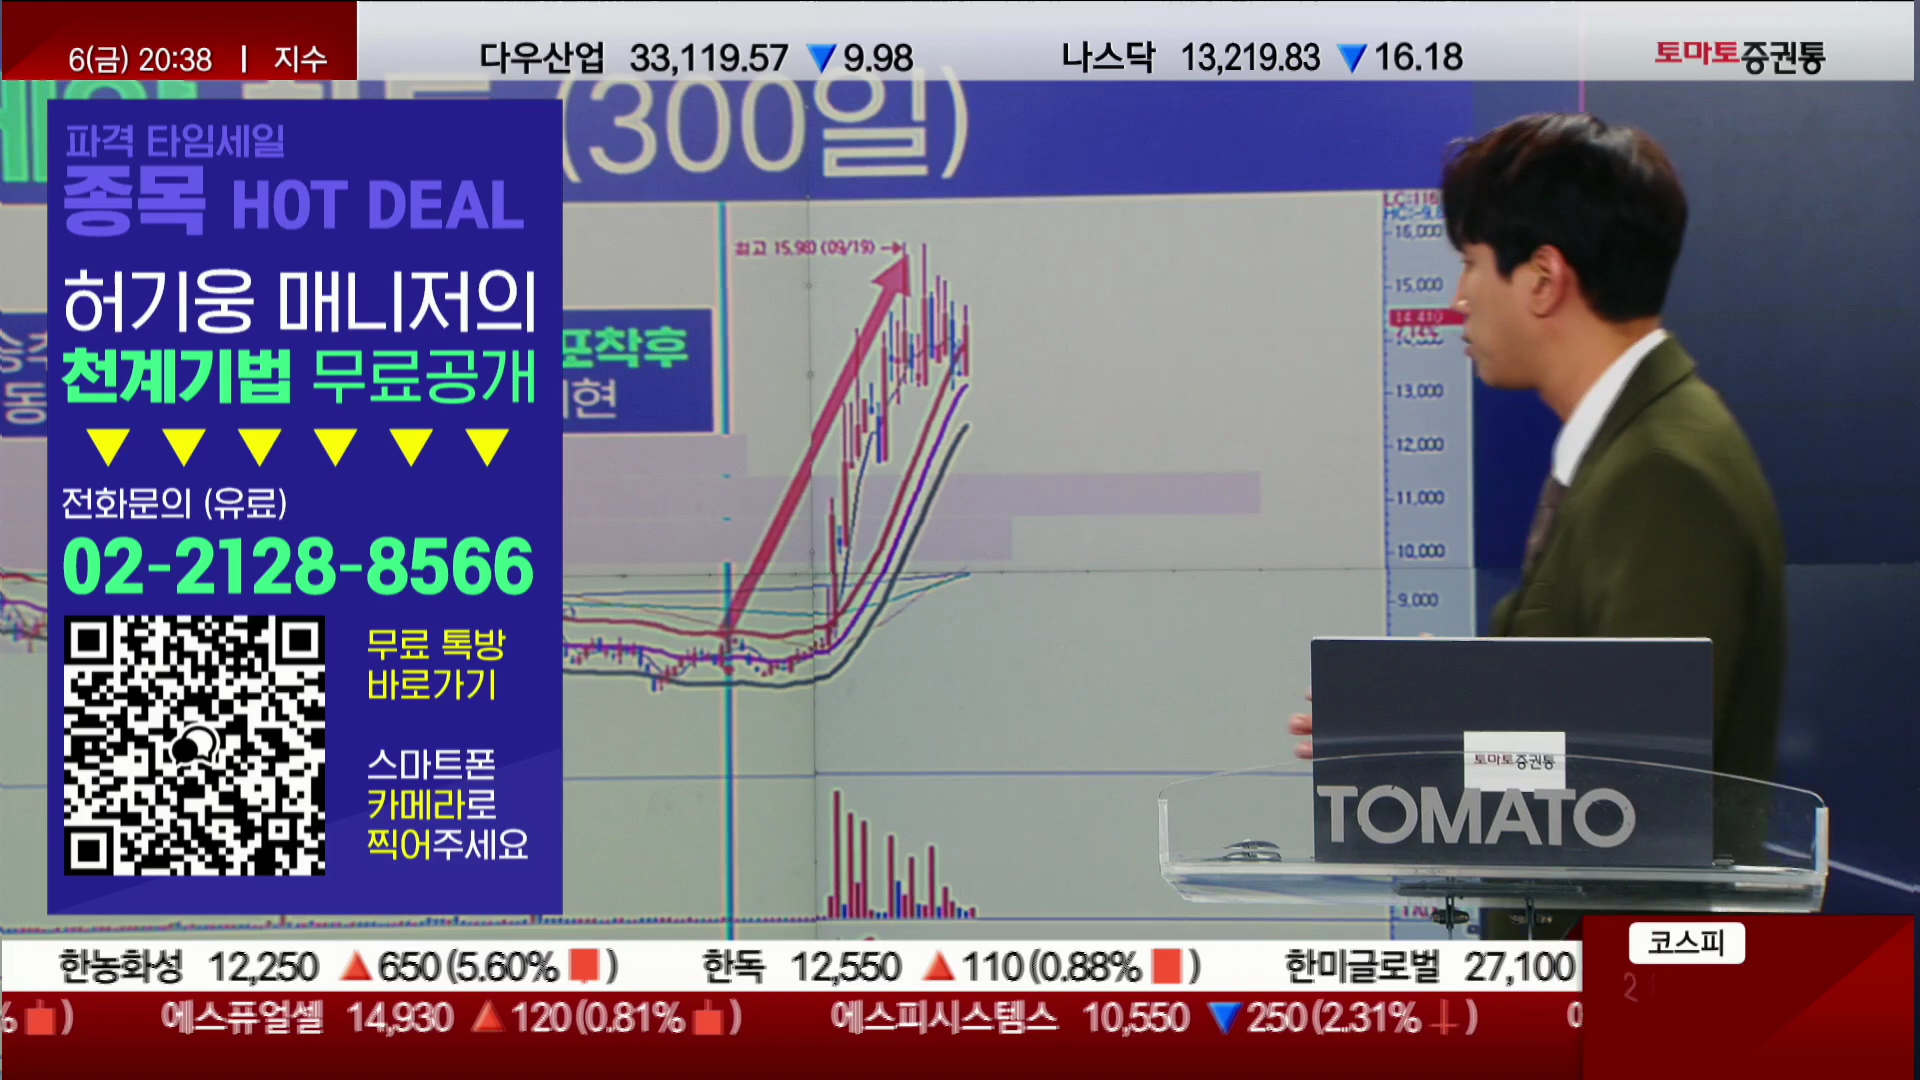 6(금) 20:38 | 지수
다우산업 33,119.57 ▼9.98
나스닥 13,219.83 ▼16.18
토마토증권통
(300일)
파격 타임세일
종목 HOT DEAL
허기웅 매니저의
천계기법 무료공개
▼ ▼ ▼ ▼ ▼ ▼
전화문의 (유료)
02-2128-8566
무료 톡방
바로가기
스마트폰
카메라로
찍어주세요
포착후
최고 15,980 (09/19)→
16,000
15,000
13,000
12,000
11,000
10,000
9,000
토마토증권통
TOMATO
한농화성 12,250 ▲650(5.60%) 한독 12,550 ▲110(0.88%) 한미글로벌 27,100
%) 에스퓨얼셀 14,930 ▲120(0.81%) 에스피시스템스 10,550 ▼250(2.31%)
코스피